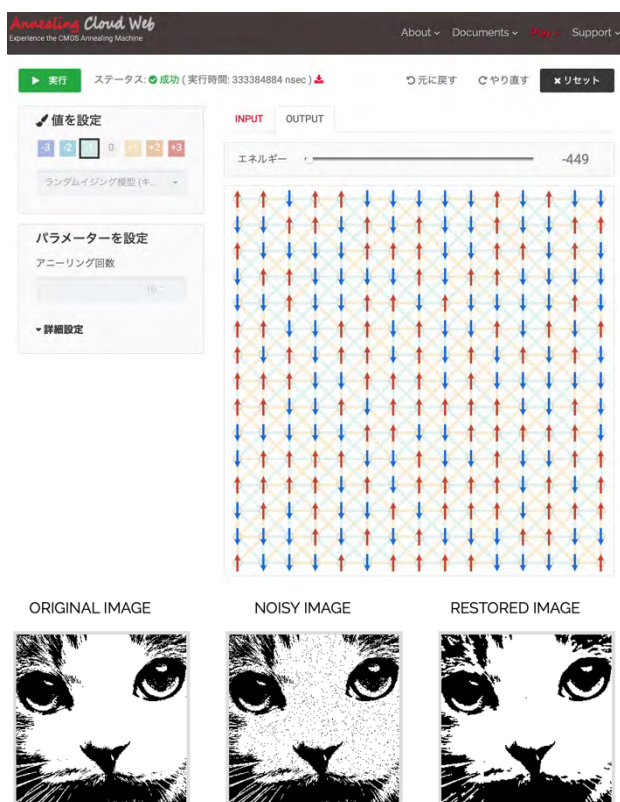 Annealing Cloud Web
Experience the CMOS Annealing Machine
About Documents Play Support
実行 ステータス: 成功 ( 実行時間: 333384884 nsec ) 元に戻す やり直す リセット
値を設定
-3 -2 -1 0 +1 +2 +3
ランダムイジング模型 (キ...
INPUT OUTPUT
エネルギー -449
パラメーターを設定
アニーリング回数
10
詳細設定
ORIGINAL IMAGE NOISY IMAGE RESTORED IMAGE